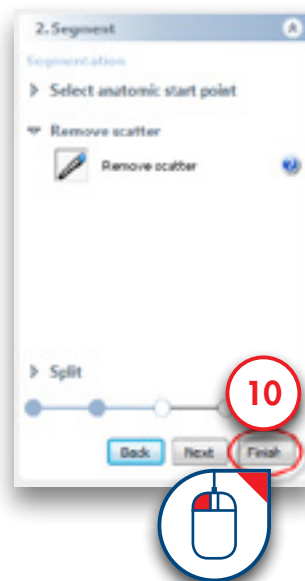 2. Segment
Segmentation
Select anatomic start point
Remove scatter
Remove scatter
Split
10
Back Next Finish